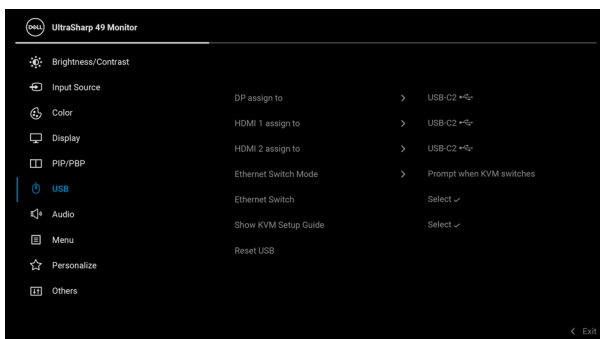 DELL UltraSharp 49 Monitor
Brightness/Contrast
Input Source
Color
Display
PIP/PBP
USB
Audio
Menu
Personalize
Others
DP assign to > USB-C2
HDMI 1 assign to > USB-C2
HDMI 2 assign to > USB-C2
Ethernet Switch Mode > Prompt when KVM switches
Ethernet Switch Select ✓
Show KVM Setup Guide Select ✓
Reset USB
< Exit